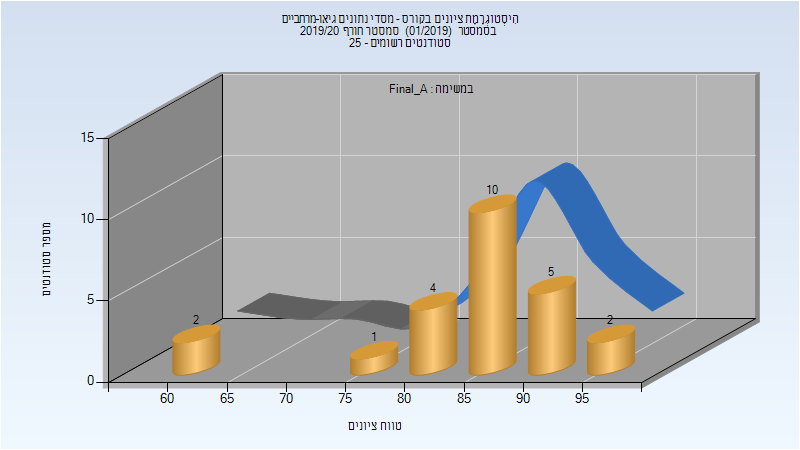 היסטוגרמת ציונים בקורס - מסדי נתונים גיאו-מרחביים
בסמסטר (01/2019) סמסטר חורף 2019/20
סטודנטים רשומים - 25
במשימה : Final_A
15
10
5
0
מספר סטודנטים
2
1
4
10
5
2
60 65 70 75 80 85 90 95
טווח ציונים